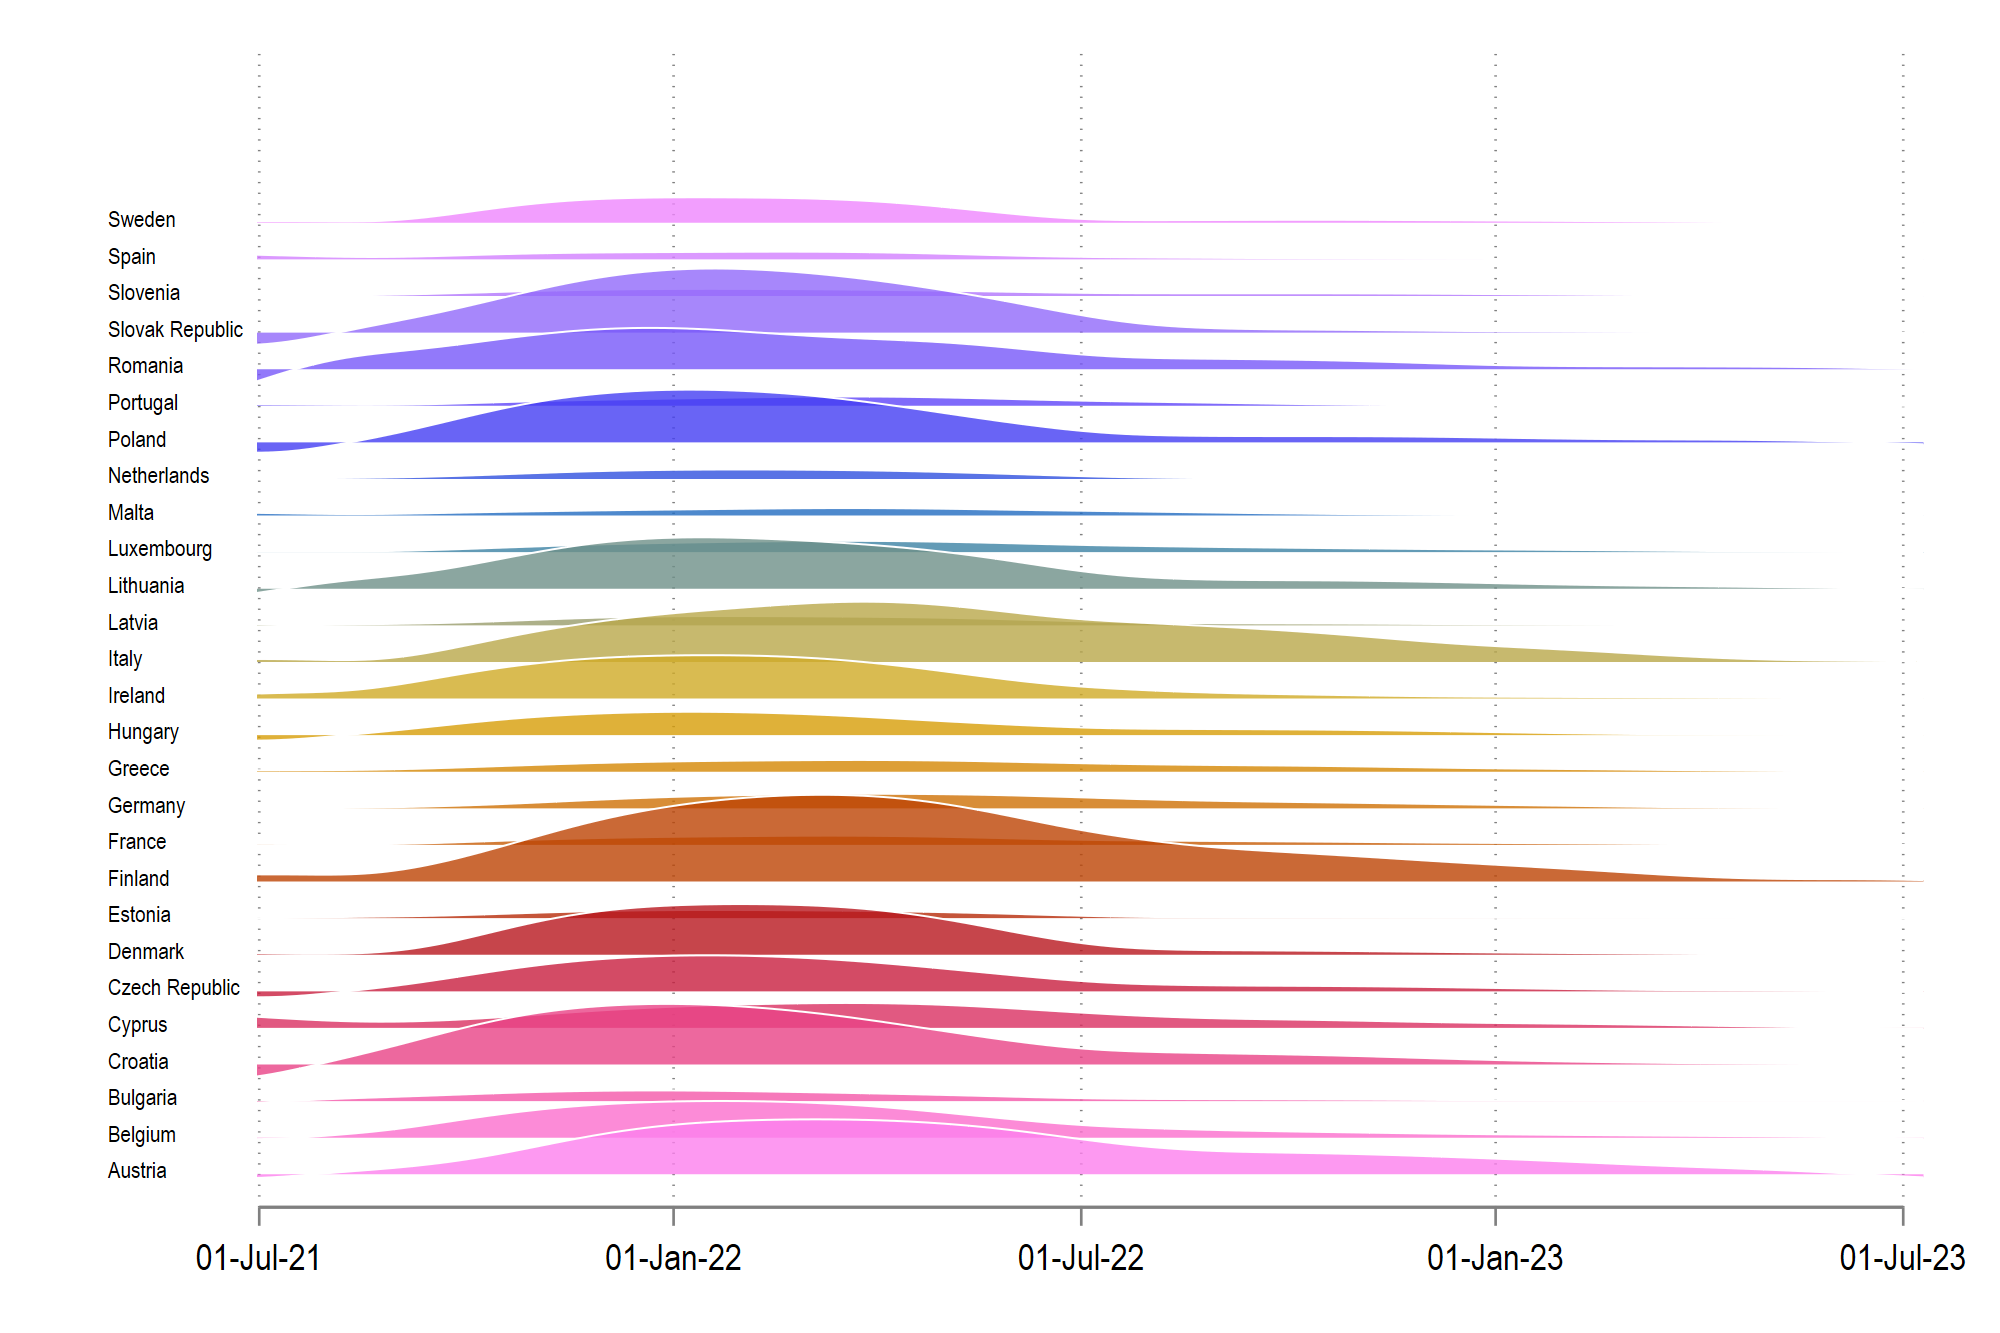 Sweden
Spain
Slovenia
Slovak Republic
Romania
Portugal
Poland
Netherlands
Malta
Luxembourg
Lithuania
Latvia
Italy
Ireland
Hungary
Greece
Germany
France
Finland
Estonia
Denmark
Czech Republic
Cyprus
Croatia
Bulgaria
Belgium
Austria
01-Jul-21 01-Jan-22 01-Jul-22 01-Jan-23 01-Jul-23